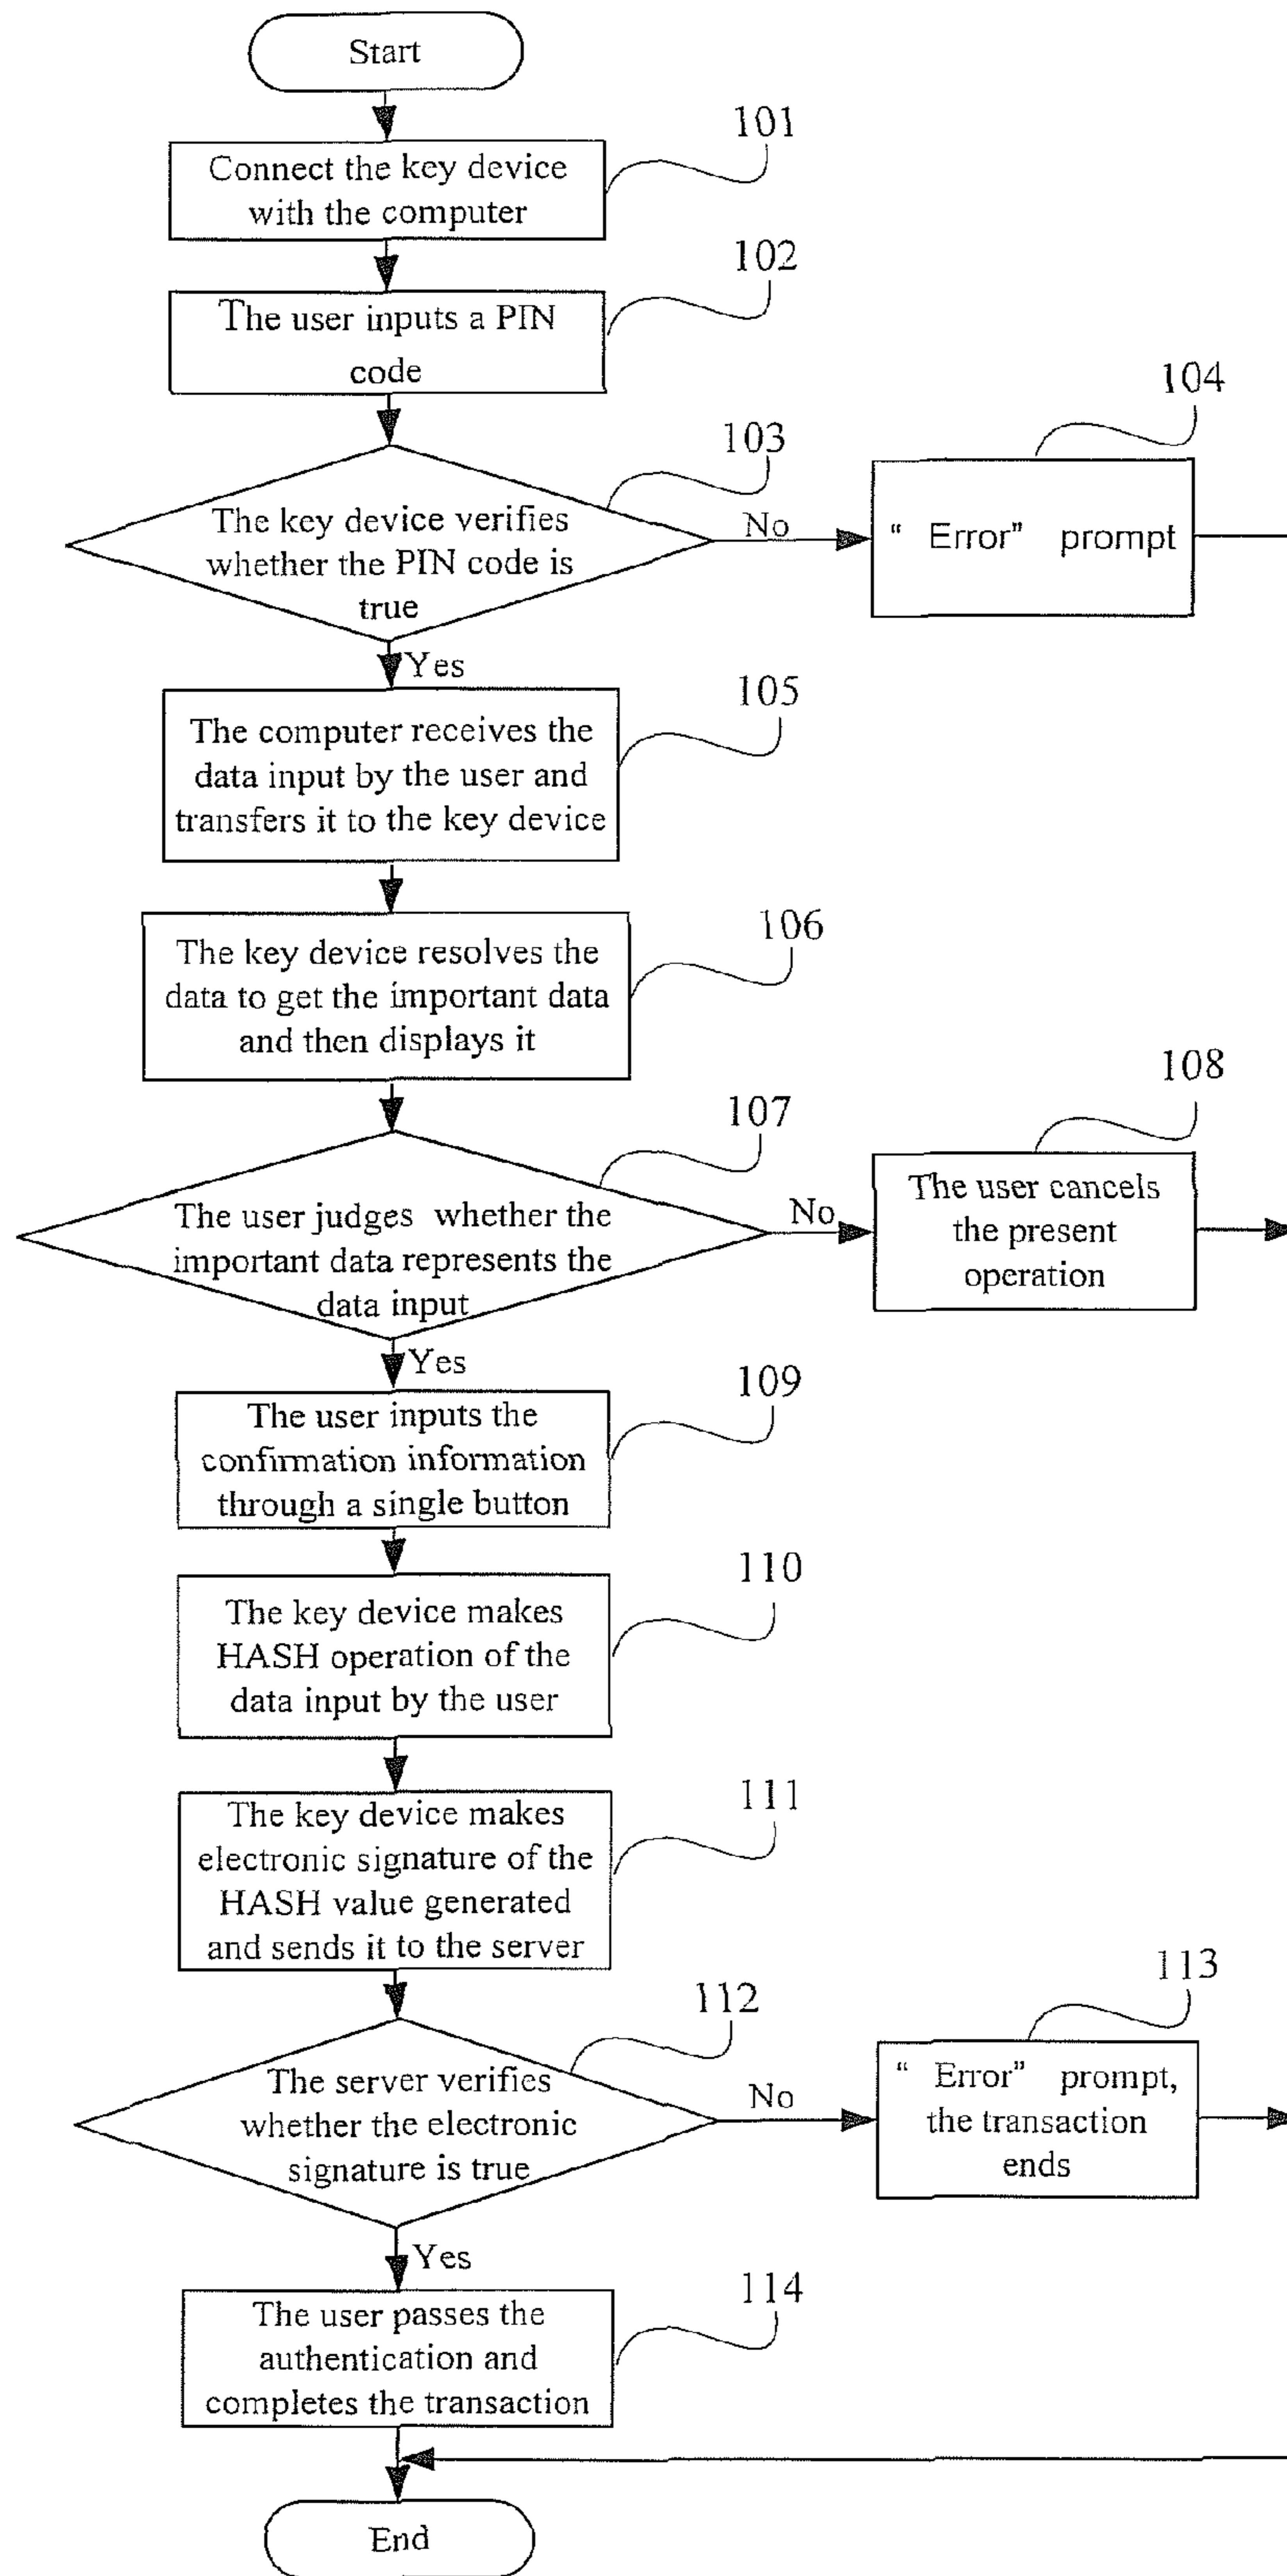 Start
101
Connect the key device
with the computer
102
The user inputs a PIN
code
103
The key device verifies
whether the PIN code is
true
No
104
“ Error” prompt
Yes
105
The computer receives the
data input by the user and
transfers it to the key device
106
The key device resolves the
data to get the important data
and then displays it
107
The user judges whether the
important data represents the
data input
No
108
The user cancels
the present
operation
Yes
109
The user inputs the
confirmation information
through a single button
110
The key device makes
HASH operation of the
data input by the user
111
The key device makes
electronic signature of the
HASH value generated
and sends it to the server
112
The server verifies
whether the electronic
signature is true
No
113
“ Error” prompt,
the transaction
ends
Yes
114
The user passes the
authentication and
completes the transaction
End